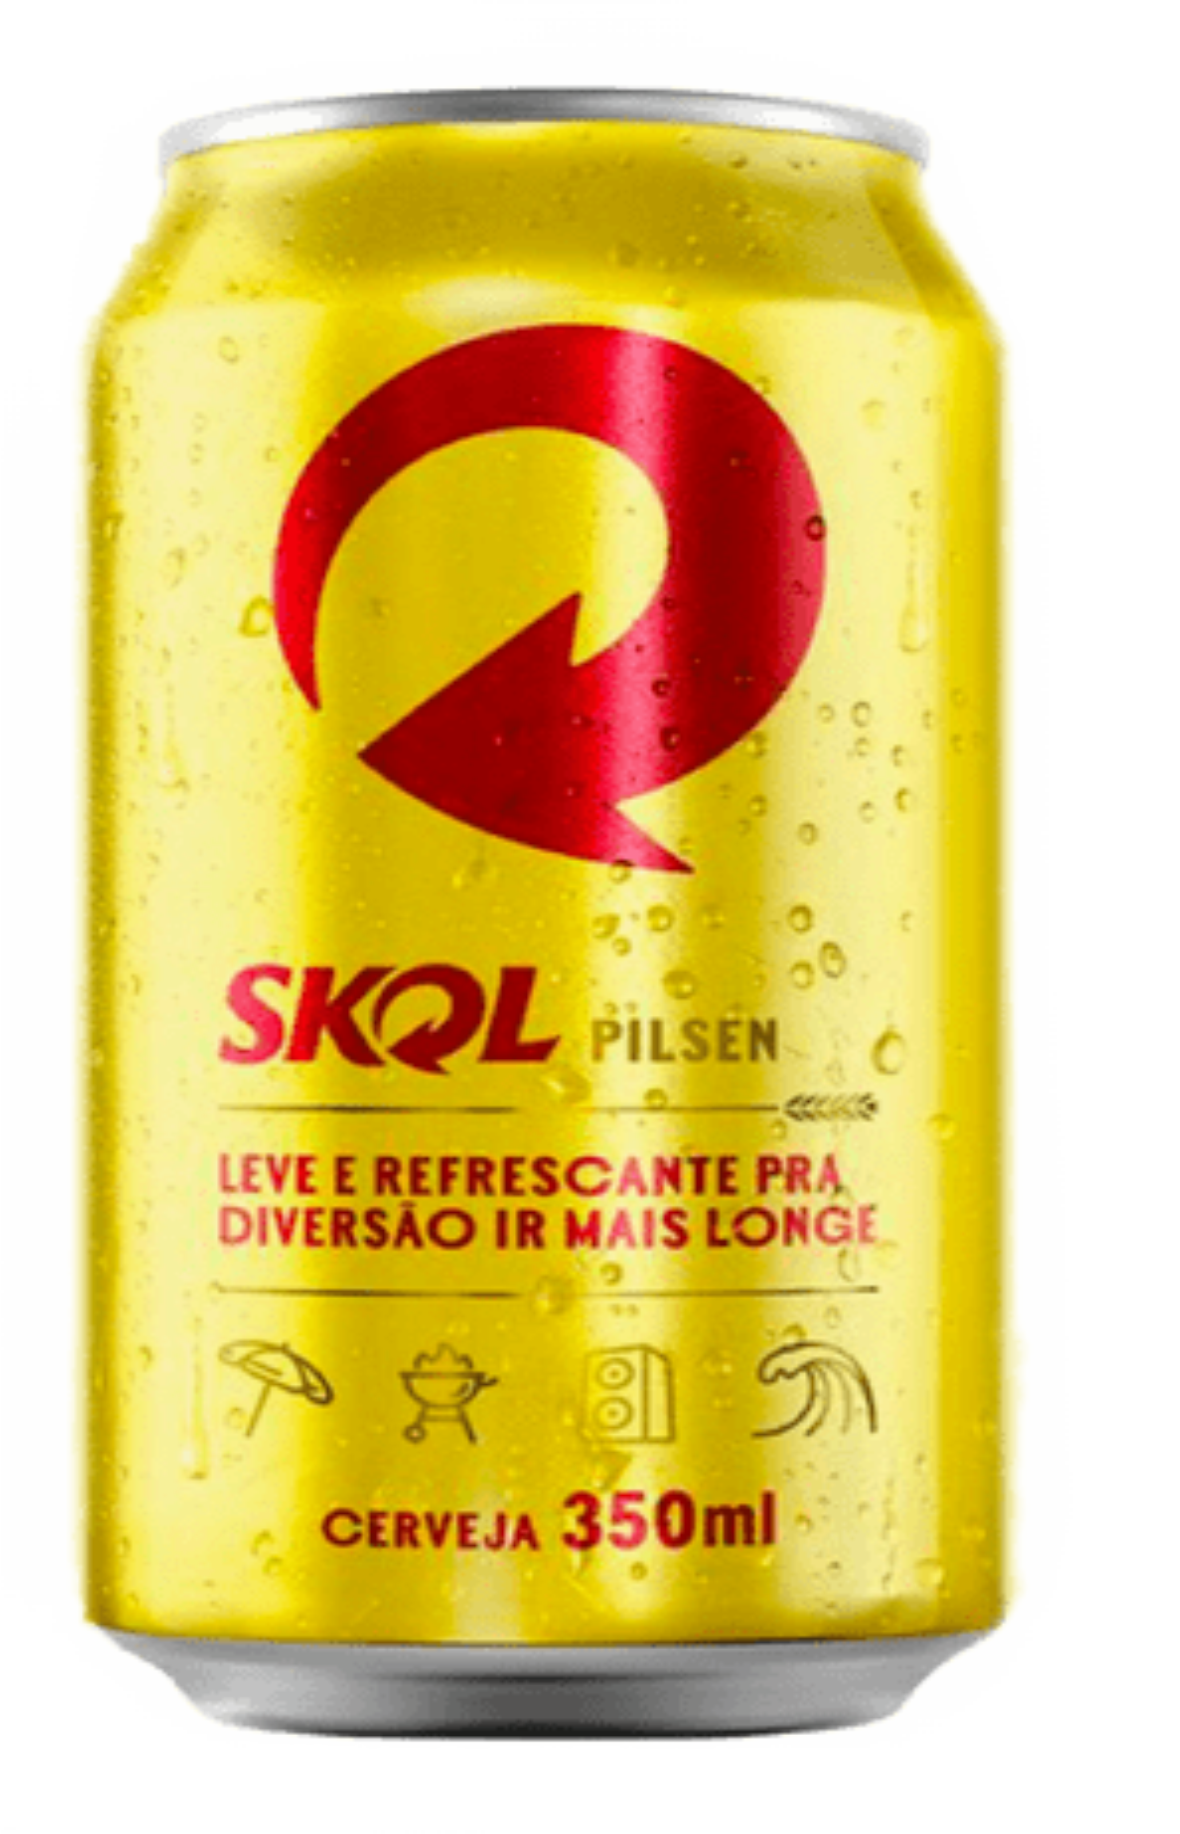 SKOL PILSEN
LEVE E REFRESCANTE PRA
DIVERSÃO IR MAIS LONGE
CERVEJA 350ml